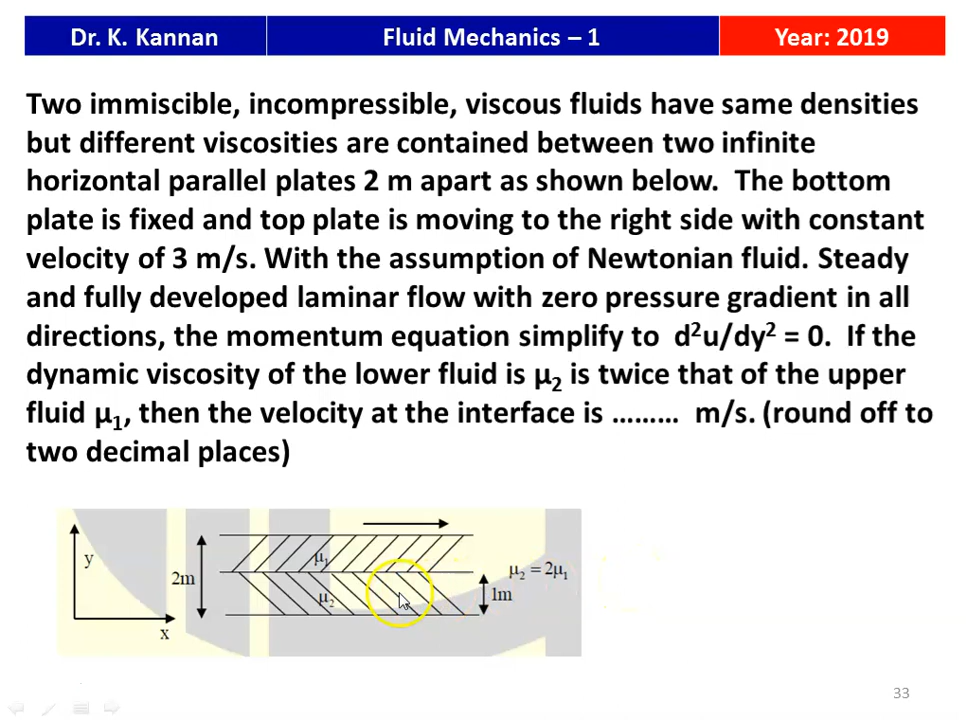 Dr. K. Kannan Fluid Mechanics – 1 Year: 2019
Two immiscible, incompressible, viscous fluids have same densities
but different viscosities are contained between two infinite
horizontal parallel plates 2 m apart as shown below. The bottom
plate is fixed and top plate is moving to the right side with constant
velocity of 3 m/s. With the assumption of Newtonian fluid. Steady
and fully developed laminar flow with zero pressure gradient in all
directions, the momentum equation simplify to d²u/dy² = 0. If the
dynamic viscosity of the lower fluid is μ₂ is twice that of the upper
fluid μ₁, then the velocity at the interface is ……… m/s. (round off to
two decimal places)
y
μ₁
2m
μ₂ = 2μ₁
μ₂
1m
x
33